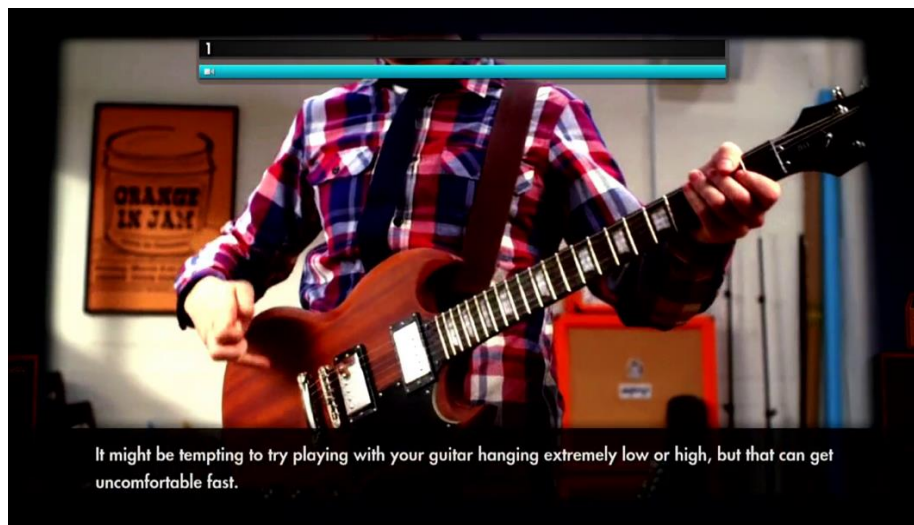 1
ORANGE
IN JAM
It might be tempting to try playing with your guitar hanging extremely low or high, but that can get
uncomfortable fast.